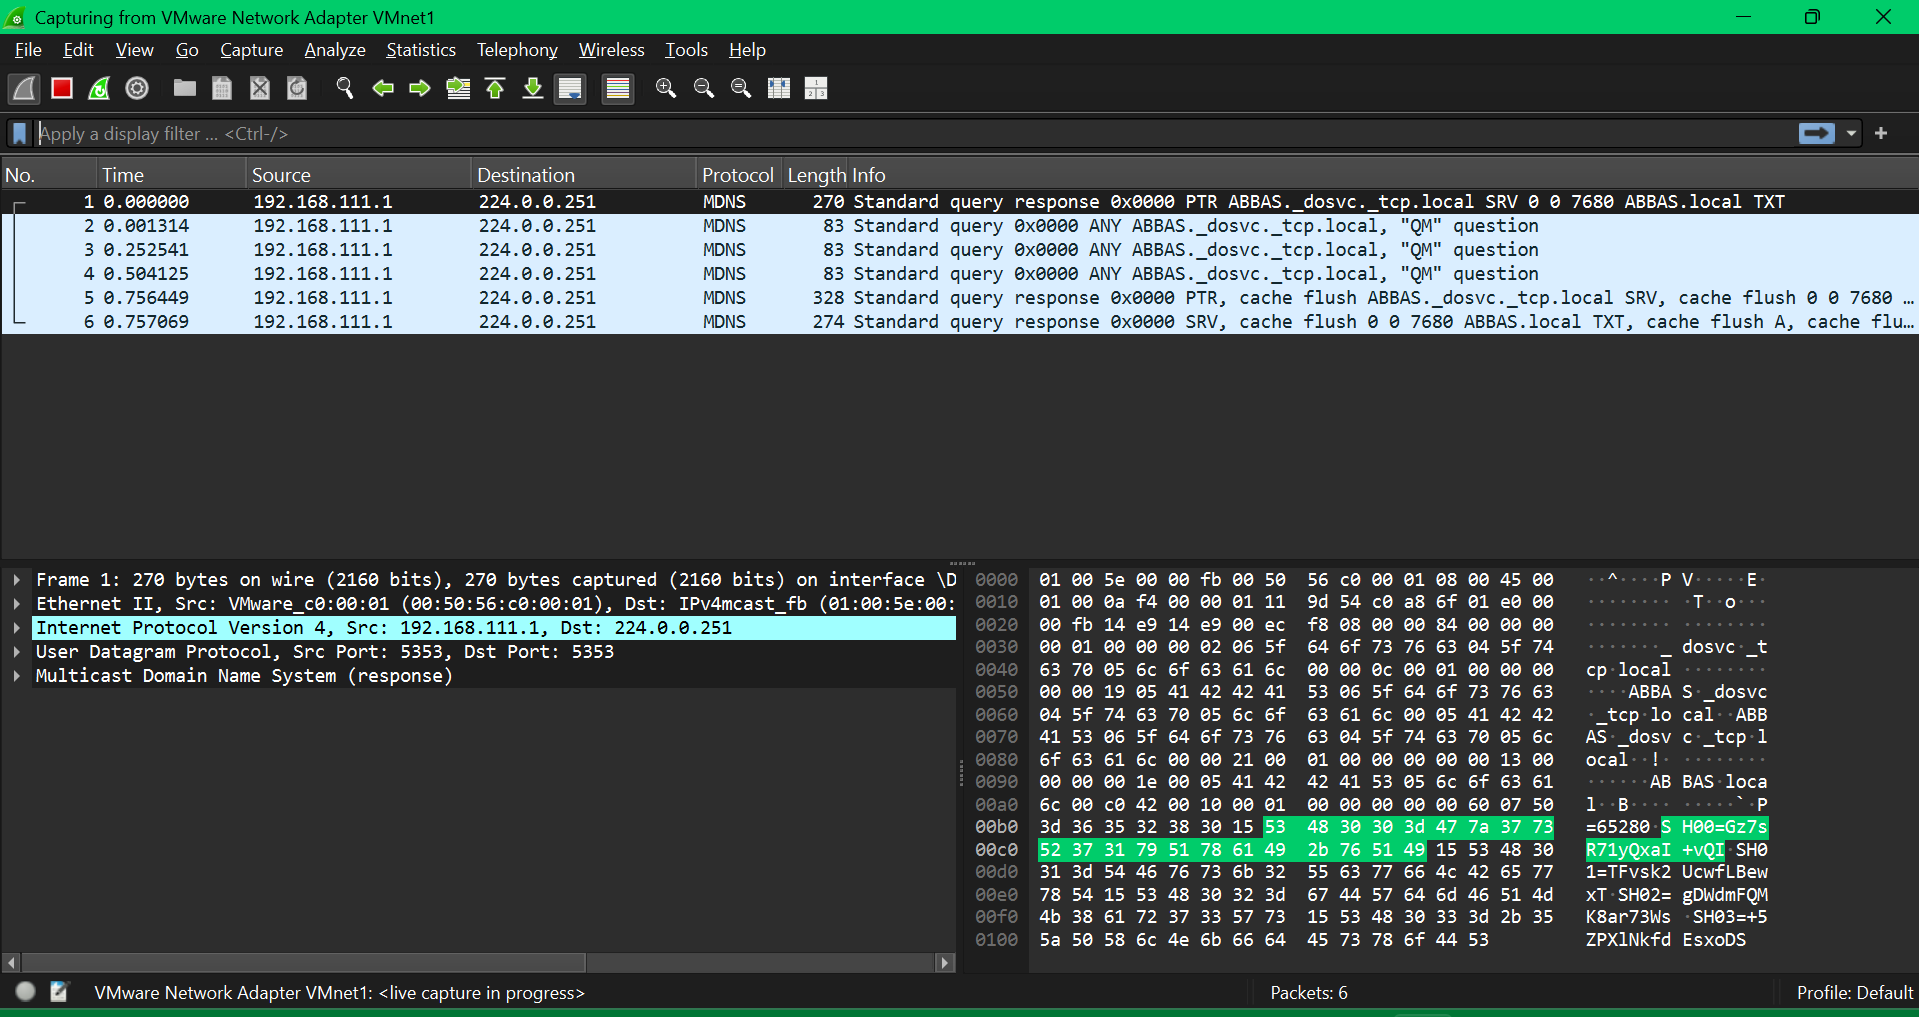 Capturing from VMware Network Adapter VMnet1
File Edit View Go Capture Analyze Statistics Telephony Wireless Tools Help
Apply a display filter ... <Ctrl-/>
No. Time Source Destination Protocol Length Info
1 0.000000 192.168.111.1 224.0.0.251 MDNS 270 Standard query response 0x0000 PTR ABBAS._dosvc._tcp.local SRV 0 0 7680 ABBAS.local TXT
2 0.001314 192.168.111.1 224.0.0.251 MDNS 83 Standard query 0x0000 ANY ABBAS._dosvc._tcp.local, "QM" question
3 0.252541 192.168.111.1 224.0.0.251 MDNS 83 Standard query 0x0000 ANY ABBAS._dosvc._tcp.local, "QM" question
4 0.504125 192.168.111.1 224.0.0.251 MDNS 83 Standard query 0x0000 ANY ABBAS._dosvc._tcp.local, "QM" question
5 0.756449 192.168.111.1 224.0.0.251 MDNS 328 Standard query response 0x0000 PTR, cache flush ABBAS._dosvc._tcp.local SRV, cache flush 0 0 7680 …
6 0.757069 192.168.111.1 224.0.0.251 MDNS 274 Standard query response 0x0000 SRV, cache flush 0 0 7680 ABBAS.local TXT, cache flush A, cache flu…
Frame 1: 270 bytes on wire (2160 bits), 270 bytes captured (2160 bits) on interface \D
Ethernet II, Src: VMware_c0:00:01 (00:50:56:c0:00:01), Dst: IPv4mcast_fb (01:00:5e:00:
Internet Protocol Version 4, Src: 192.168.111.1, Dst: 224.0.0.251
User Datagram Protocol, Src Port: 5353, Dst Port: 5353
Multicast Domain Name System (response)
0000 01 00 5e 00 00 fb 00 50 56 c0 00 01 08 00 45 00 ··^····P V·····E·
0010 01 00 0a f4 00 00 01 11 9d 54 c0 a8 6f 01 e0 00 ········ ·T··o···
0020 00 fb 14 e9 14 e9 00 ec f8 08 00 00 84 00 00 00 ········ ········
0030 00 01 00 00 00 02 06 5f 64 6f 73 76 63 04 5f 74 ·······_ dosvc·_t
0040 63 70 05 6c 6f 63 61 6c 00 00 0c 00 01 00 00 00 cp·local ········
0050 00 00 19 05 41 42 42 41 53 06 5f 64 6f 73 76 63 ····ABBA S·_dosvc
0060 04 5f 74 63 70 05 6c 6f 63 61 6c 00 05 41 42 42 ·_tcp·lo cal··ABB
0070 41 53 06 5f 64 6f 73 76 63 04 5f 74 63 70 05 6c AS·_dosv c·_tcp·l
0080 6f 63 61 6c 00 00 21 00 01 00 00 00 00 00 13 00 ocal··!· ········
0090 00 00 00 1e 00 05 41 42 42 41 53 05 6c 6f 63 61 ······AB BAS·loca
00a0 6c 00 c0 42 00 10 00 01 00 00 00 00 00 60 07 50 l··B···· ·····`·P
00b0 3d 36 35 32 38 30 15 53 48 30 30 3d 47 7a 37 73 =65280·S H00=Gz7s
00c0 52 37 31 79 51 78 61 49 2b 76 51 49 15 53 48 30 R71yQxaI +vQI·SH0
00d0 31 3d 54 46 76 73 6b 32 55 63 77 66 4c 42 65 77 1=TFvsk2 UcwfLBew
00e0 78 54 15 53 48 30 32 3d 67 44 57 64 6d 46 51 4d xT·SH02= gDWdmFQM
00f0 4b 38 61 72 37 33 57 73 15 53 48 30 33 3d 2b 35 K8ar73Ws ·SH03=+5
0100 5a 50 58 6c 4e 6b 66 64 45 73 78 6f 44 53 ZPXlNkfd EsxoDS
VMware Network Adapter VMnet1: <live capture in progress> Packets: 6 Profile: Default